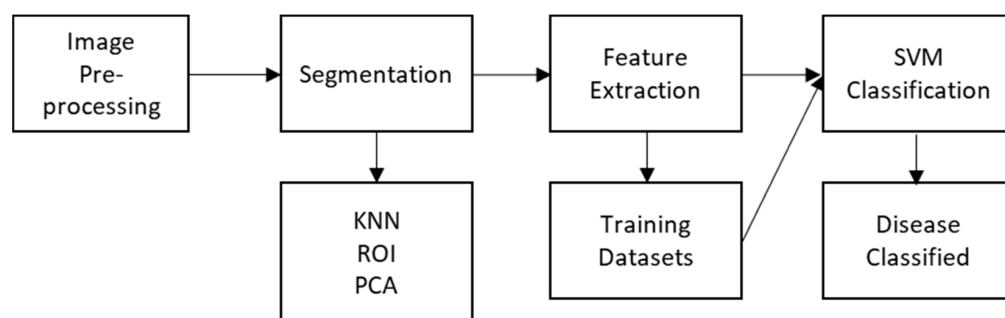 Image
Pre-
processing
Segmentation
Feature
Extraction
SVM
Classification
KNN
ROI
PCA
Training
Datasets
Disease
Classified